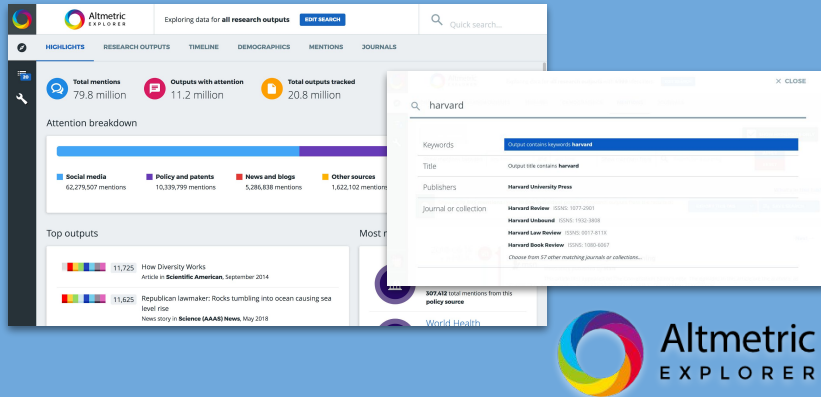 Altmetric
EXPLORER
Exploring data for all research outputs
EDIT SEARCH
Quick search...
HIGHLIGHTS
RESEARCH OUTPUTS
TIMELINE
DEMOGRAPHICS
MENTIONS
JOURNALS
20
Total mentions
79.8 million
Outputs with attention
11.2 million
Total outputs tracked
20.8 million
Attention breakdown
Social media
62,279,507 mentions
Policy and patents
10,339,799 mentions
News and blogs
5,286,838 mentions
Other sources
1,622,102 mentions
Top outputs
11,725
How Diversity Works
Article in Scientific American, September 2014
11,625
Republican lawmaker: Rocks tumbling into ocean causing sea
level rise
News story in Science (AAAS) News, May 2018
Most r
307,412 total mentions from this
policy source
World Health
× CLOSE
harvard
Keywords
Output contains keywords harvard
Title
Output title contains harvard
Publishers
Harvard University Press
Journal or collection
Harvard Review ISSNS: 1077-2901
Harvard Unbound ISSNS: 1932-3808
Harvard Law Review ISSNS: 0017-811X
Harvard Book Review ISSNS: 1080-6067
Choose from 57 other matching journals or collections...
Altmetric
EXPLORER